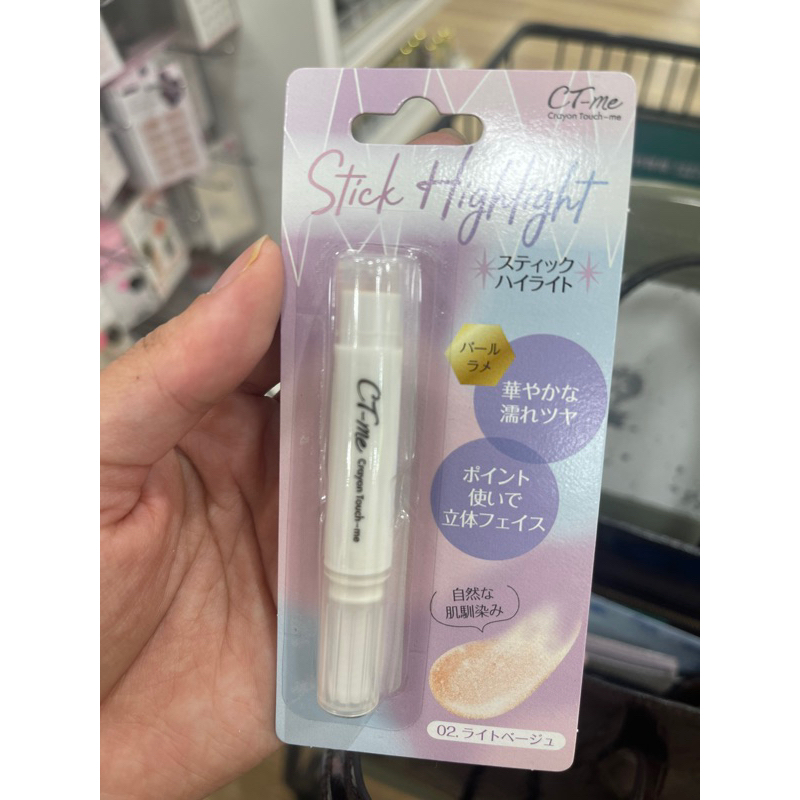 CT-me
Crayon Touch-me
Stick Highlight
スティック
ハイライト
パール
ラメ
華やかな
濡れツヤ
ポイント
使いで
立体フェイス
自然な
肌馴染み
02.ライトベージュ
CT-me Crayon Touch-me